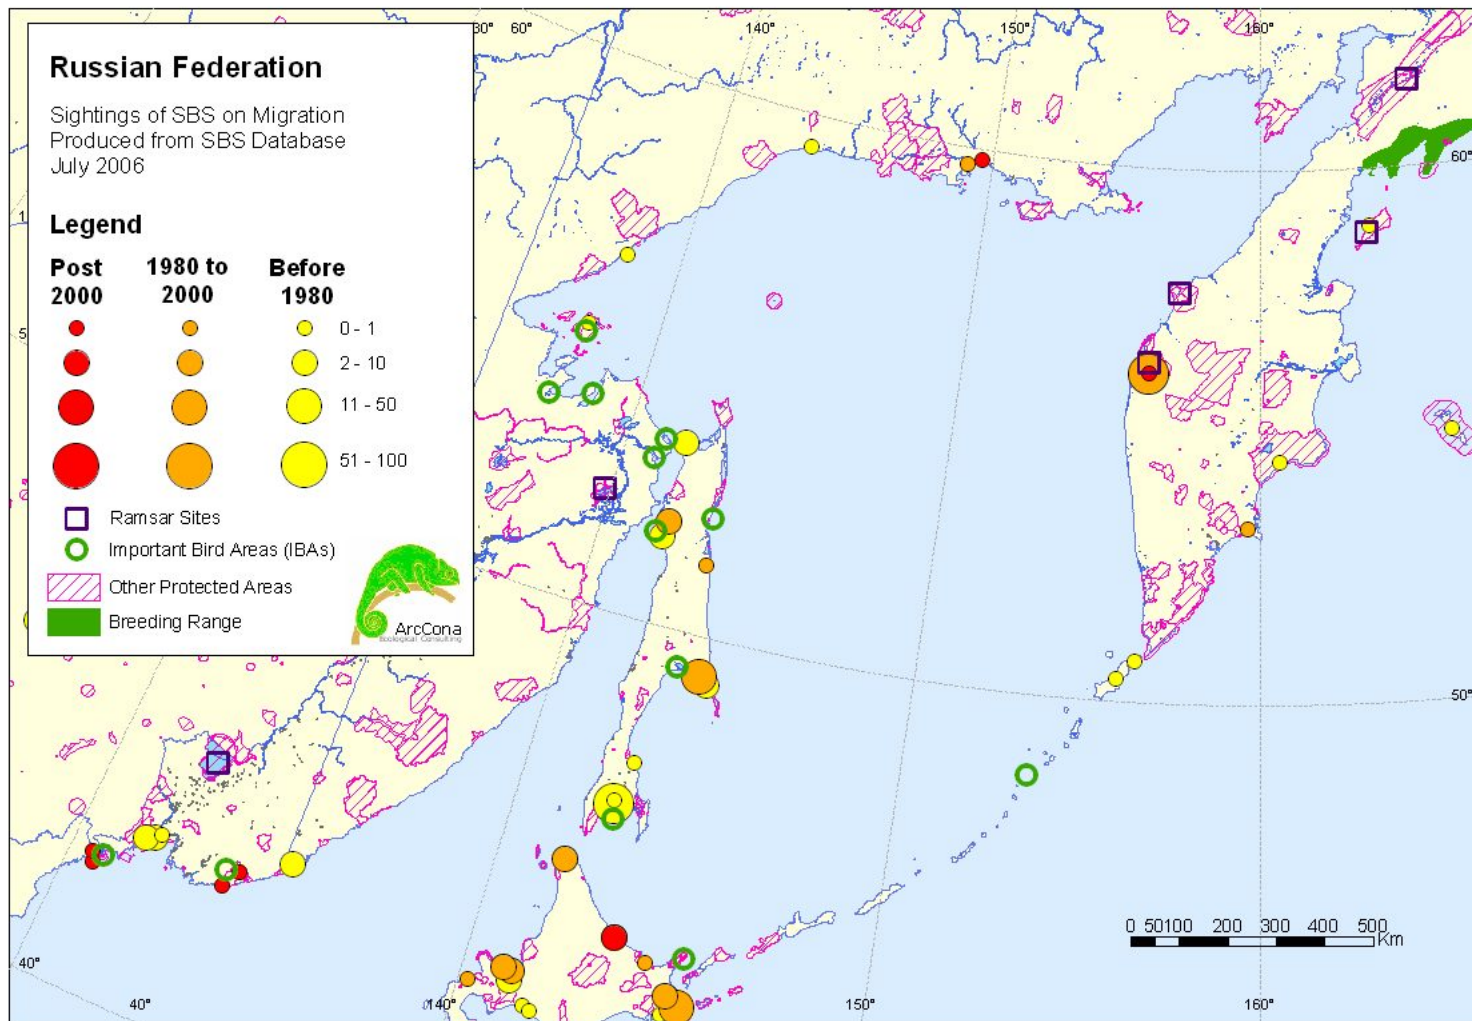 30° 60° 140° 150° 160°
Russian Federation
Sightings of SBS on Migration
Produced from SBS Database
July 2006
Legend
Post 2000
1980 to 2000
Before 1980
0 - 1
2 - 10
11 - 50
51 - 100
Ramsar Sites
Important Bird Areas (IBAs)
Other Protected Areas
Breeding Range
ArcCona
Ecological Consulting
60°
50°
0 50100 200 300 400 500
Km
40°
40° 140° 150° 160°